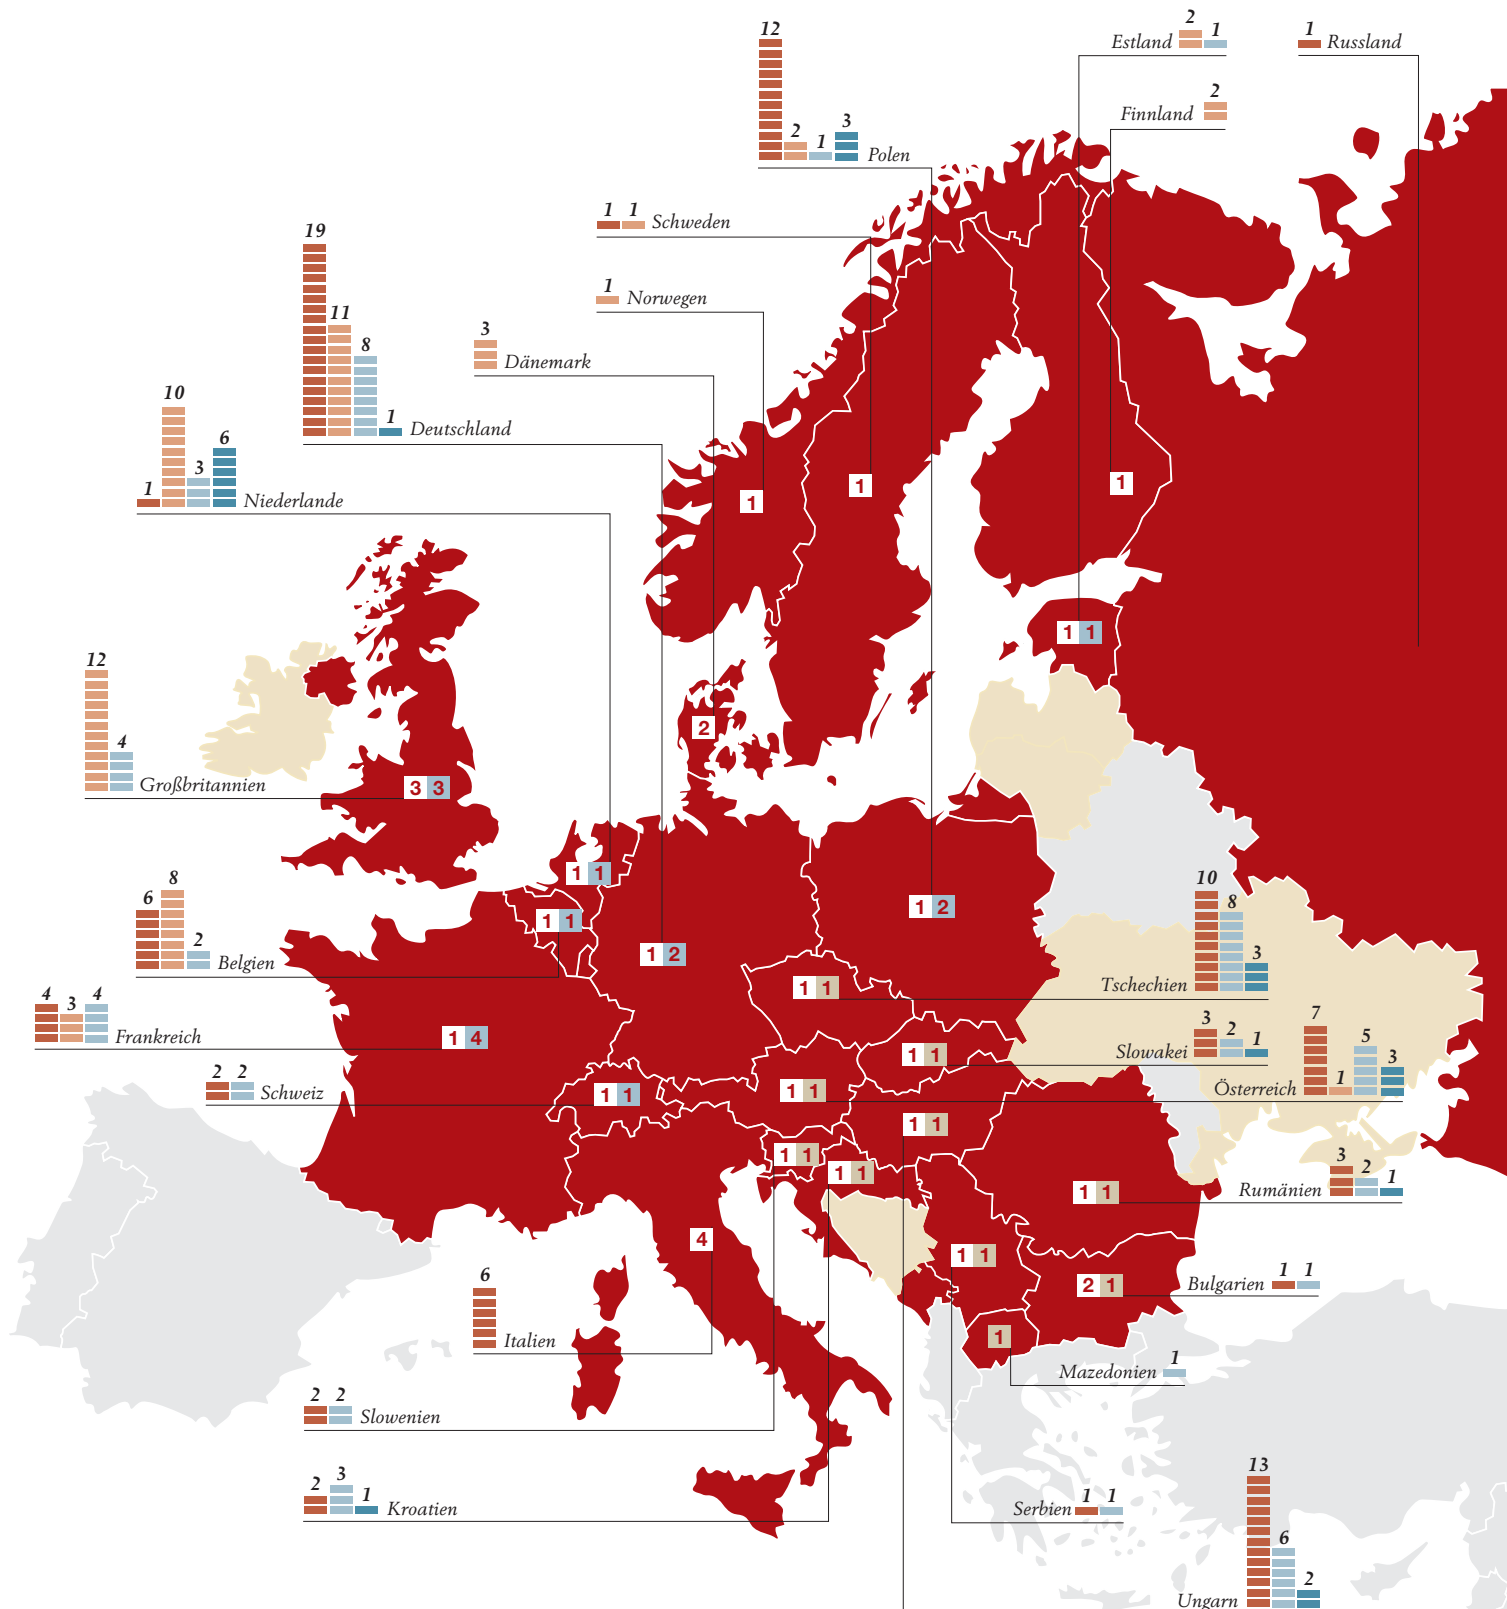 12
2 1 3
Polen
2 1
Estland
1
Russland
2
Finnland
1 1
Schweden
19
11
8
1
Deutschland
1
Norwegen
3
Dänemark
10
1 3 6
Niederlande
12
4
Großbritannien
6 8
2
Belgien
4 3 4
Frankreich
2 2
Schweiz
10
8
3
Tschechien
3 2 1
Slowakei
7
1 5 3
Österreich
3 2 1
Rumänien
1 1
Bulgarien
1
Mazedonien
6
Italien
2 2
Slowenien
2 3 1
Kroatien
1 1
Serbien
13
6
2
Ungarn
1
1
1
1 1
2
3 3
1 1
1 1
1 2
1 2
1 1
1 4
1 1
1 1
1 1
1 1
1 1
1 1
1 1
4
1 1
2 1
1